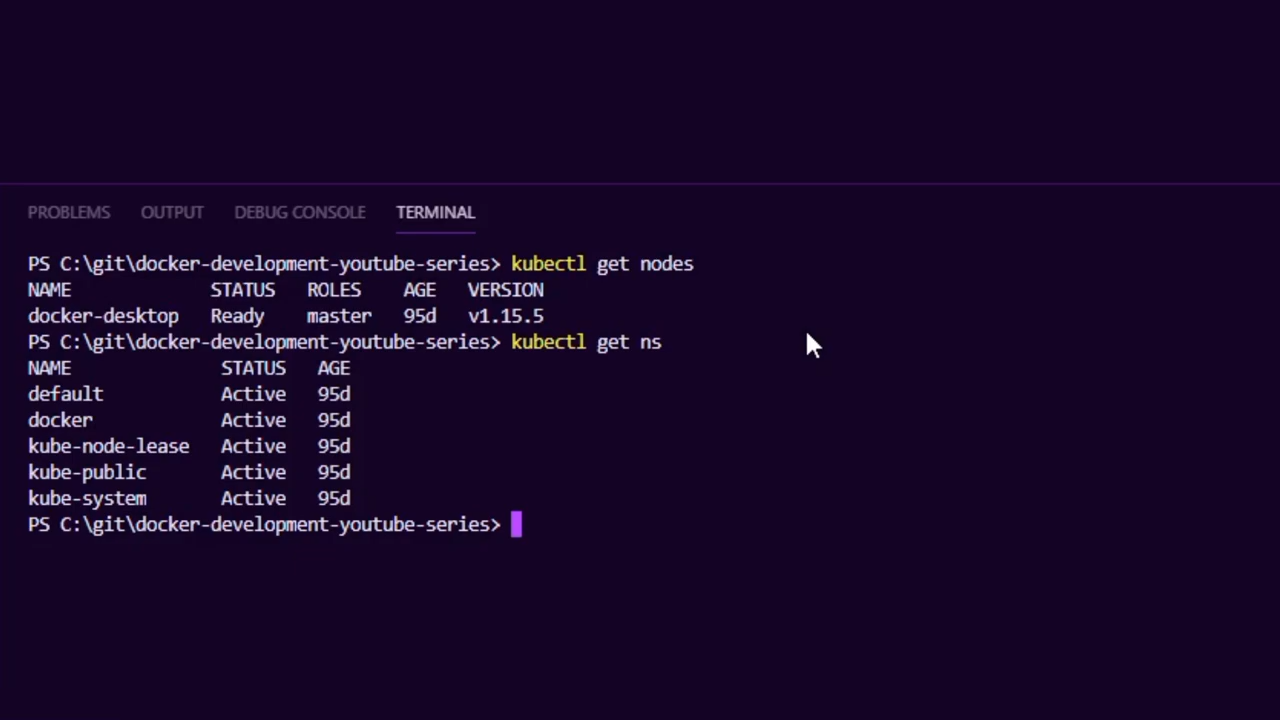 PROBLEMS OUTPUT DEBUG CONSOLE TERMINAL
PS C:\git\docker-development-youtube-series> kubectl get nodes
NAME STATUS ROLES AGE VERSION
docker-desktop Ready master 95d v1.15.5
PS C:\git\docker-development-youtube-series> kubectl get ns
NAME STATUS AGE
default Active 95d
docker Active 95d
kube-node-lease Active 95d
kube-public Active 95d
kube-system Active 95d
PS C:\git\docker-development-youtube-series>